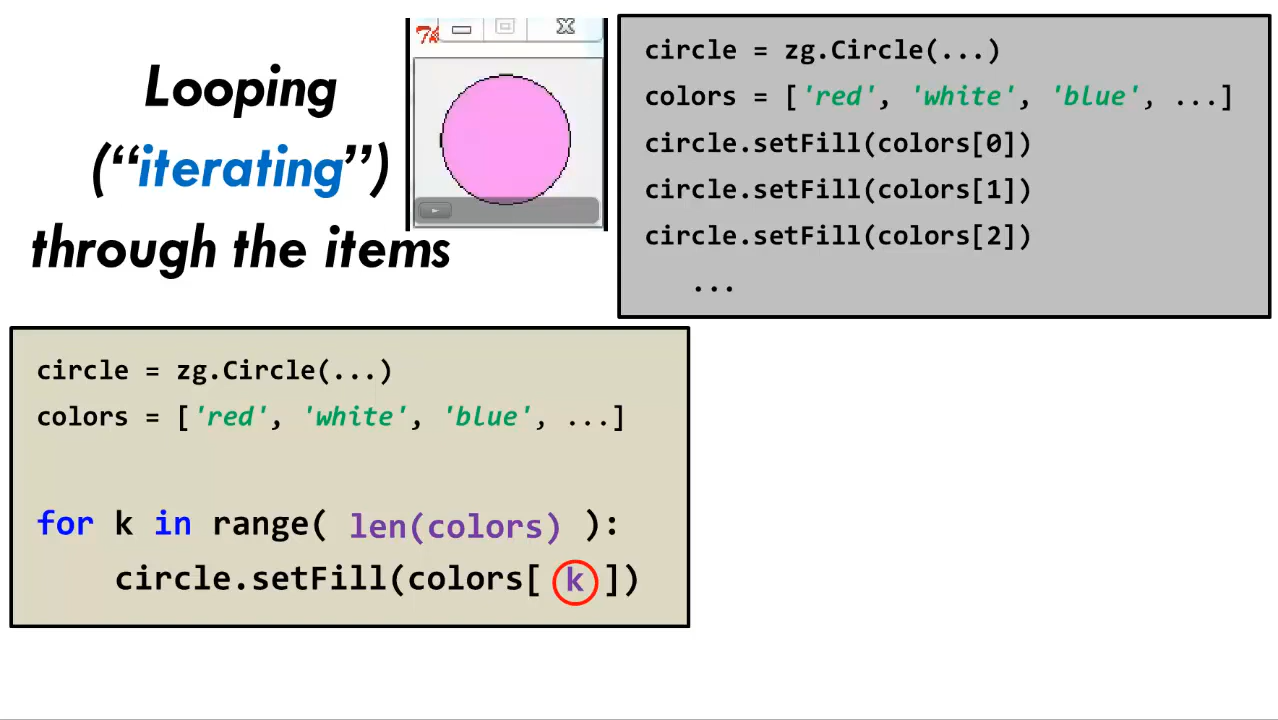 Looping
(“iterating”)
through the items
circle = zg.Circle(...)
colors = ['red', 'white', 'blue', ...]
circle.setFill(colors[0])
circle.setFill(colors[1])
circle.setFill(colors[2])
...
circle = zg.Circle(...)
colors = ['red', 'white', 'blue', ...]
for k in range( len(colors) ):
circle.setFill(colors[ k ])